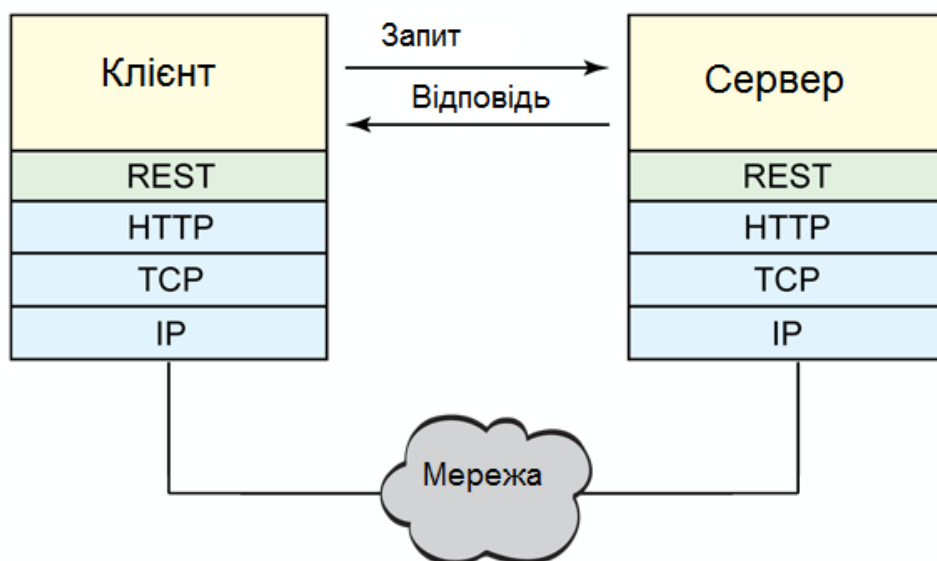 Запит
Клієнт
Сервер
Відповідь
REST
REST
HTTP
HTTP
TCP
TCP
IP
IP
Мережа